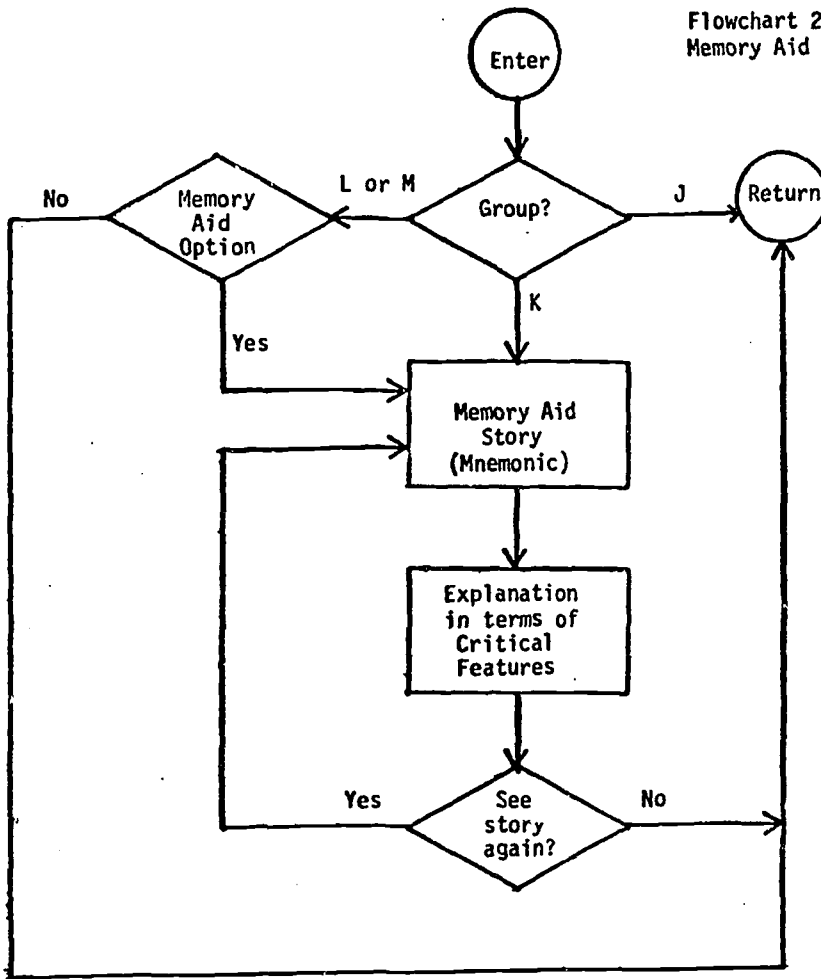 Flowchart 2
Memory Aid
Enter
No
Memory
Aid
Option
L or M
Group?
J
Return
K
Yes
Memory Aid
Story
(Mnemonic)
Explanation
in terms of
Critical
Features
Yes
See
story
again?
No